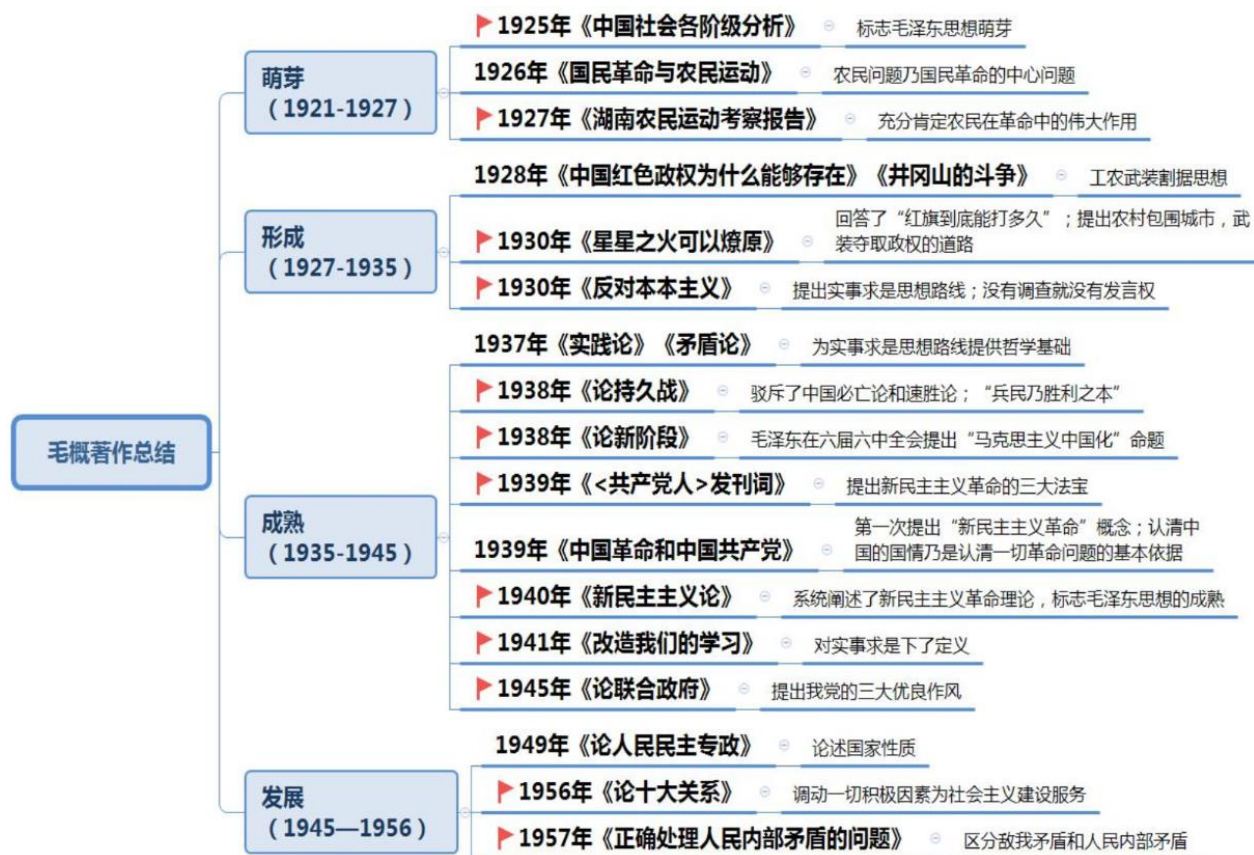 毛概著作总结
萌芽
（1921-1927）
1925年《中国社会各阶级分析》
标志毛泽东思想萌芽
1926年《国民革命与农民运动》
农民问题乃国民革命的中心问题
1927年《湖南农民运动考察报告》
充分肯定农民在革命中的伟大作用
形成
（1927-1935）
1928年《中国红色政权为什么能够存在》《井冈山的斗争》
工农武装割据思想
1930年《星星之火可以燎原》
回答了“红旗到底能打多久”；提出农村包围城市，武
装夺取政权的道路
1930年《反对本本主义》
提出实事求是思想路线；没有调查就没有发言权
成熟
（1935-1945）
1937年《实践论》《矛盾论》
为实事求是思想路线提供哲学基础
1938年《论持久战》
驳斥了中国必亡论和速胜论；“兵民乃胜利之本”
1938年《论新阶段》
毛泽东在六届六中全会提出“马克思主义中国化”命题
1939年《<共产党人>发刊词》
提出新民主主义革命的三大法宝
1939年《中国革命和中国共产党》
第一次提出“新民主主义革命”概念；认清中
国的国情乃是认清一切革命问题的基本依据
1940年《新民主主义论》
系统阐述了新民主主义革命理论，标志毛泽东思想的成熟
1941年《改造我们的学习》
对实事求是下了定义
1945年《论联合政府》
提出我党的三大优良作风
发展
（1945—1956）
1949年《论人民民主专政》
论述国家性质
1956年《论十大关系》
调动一切积极因素为社会主义建设服务
1957年《正确处理人民内部矛盾的问题》
区分敌我矛盾和人民内部矛盾